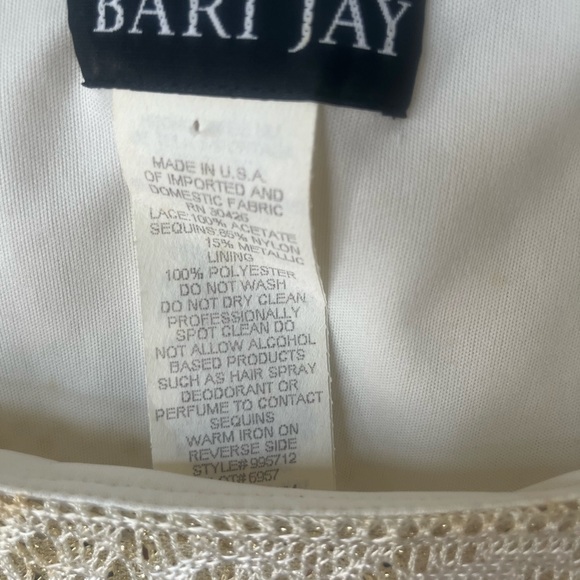 BARI JAY
MADE IN U.S.A.
OF IMPORTED AND
DOMESTIC FABRIC
RN 30426
LACE:100% ACETATE
SEQUINS:85% NYLON
15% METALLIC
LINING
100% POLYESTER
DO NOT WASH
DO NOT DRY CLEAN
PROFESSIONALLY
SPOT CLEAN DO
NOT ALLOW ALCOHOL
BASED PRODUCTS
SUCH AS HAIR SPRAY
DEODORANT OR
PERFUME TO CONTACT
SEQUINS
WARM IRON ON
REVERSE SIDE
STYLE#995712
LOT#6957